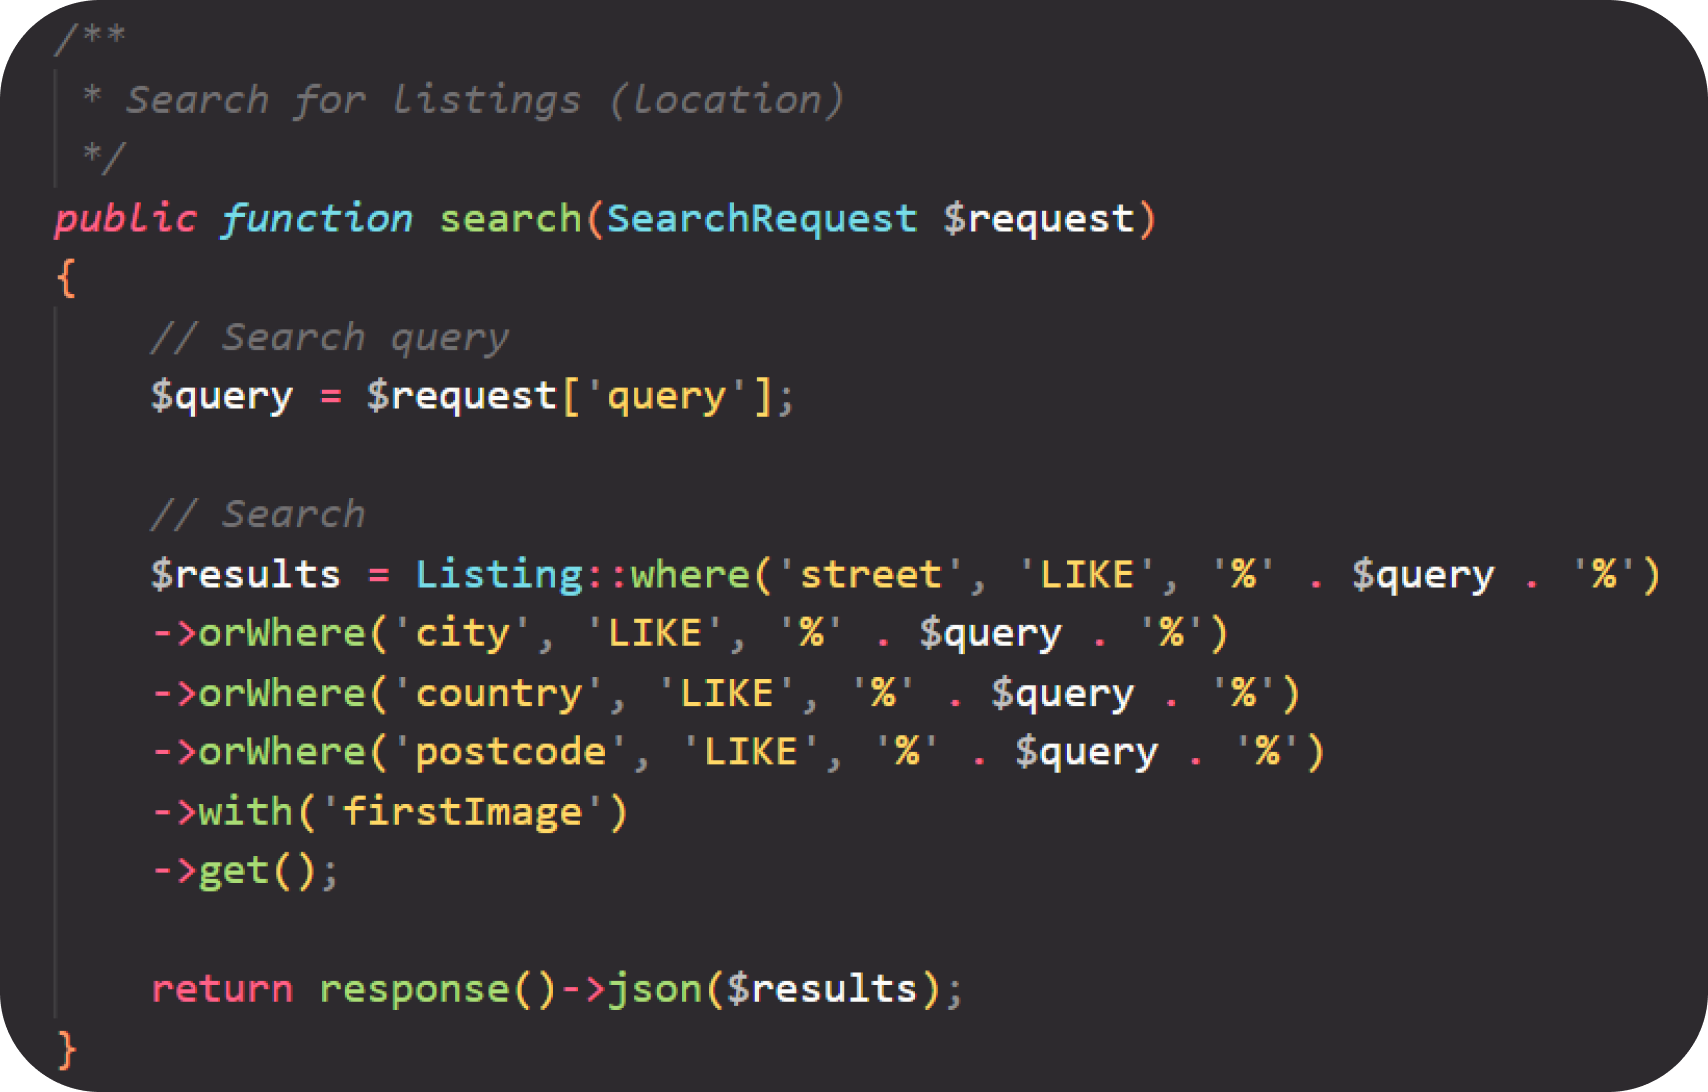 /**
 * Search for listings (location)
 */
public function search(SearchRequest $request)
{
    // Search query
    $query = $request['query'];

    // Search
    $results = Listing::where('street', 'LIKE', '%' . $query . '%')
    ->orWhere('city', 'LIKE', '%' . $query . '%')
    ->orWhere('country', 'LIKE', '%' . $query . '%')
    ->orWhere('postcode', 'LIKE', '%' . $query . '%')
    ->with('firstImage')
    ->get();

    return response()->json($results);
}